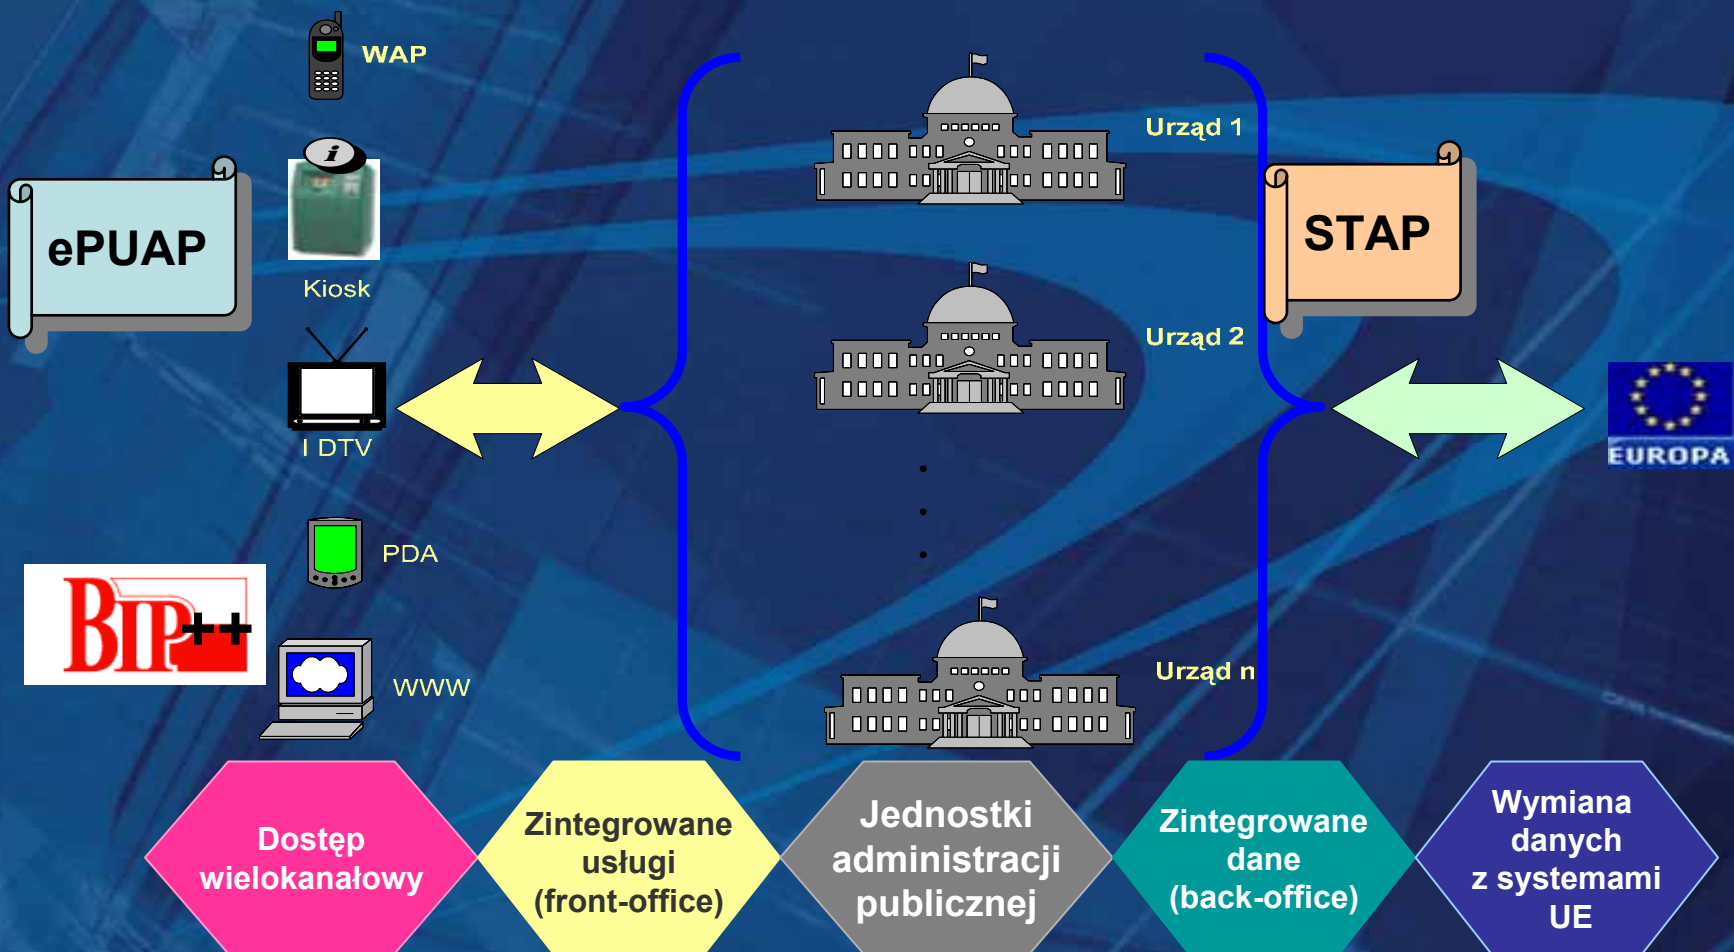 WAP
i
Kiosk
ePUAP
I DTV
PDA
BIP++
WWW
Urząd 1
Urząd 2
.
.
.
Urząd n
STAP
EUROPA
Dostęp
wielokanałowy
Zintegrowane
usługi
(front-office)
Jednostki
administracji
publicznej
Zintegrowane
dane
(back-office)
Wymiana
danych
z systemami
UE